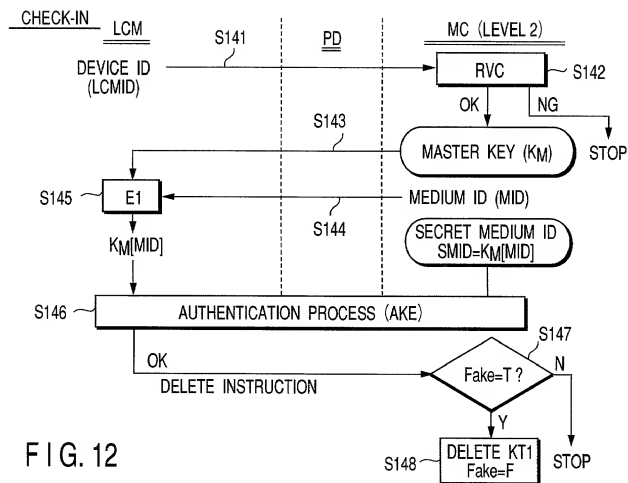 CHECK-IN
LCM
PD
MC (LEVEL 2)
S141
DEVICE ID
(LCMID)
RVC
S142
OK
NG
S143
MASTER KEY (KM)
STOP
S145
E1
MEDIUM ID (MID)
S144
KM[MID]
SECRET MEDIUM ID
SMID=KM[MID]
S146
AUTHENTICATION PROCESS (AKE)
S147
OK
Fake=T ?
N
DELETE INSTRUCTION
Y
FIG. 12
S148
DELETE KT1
Fake=F
STOP